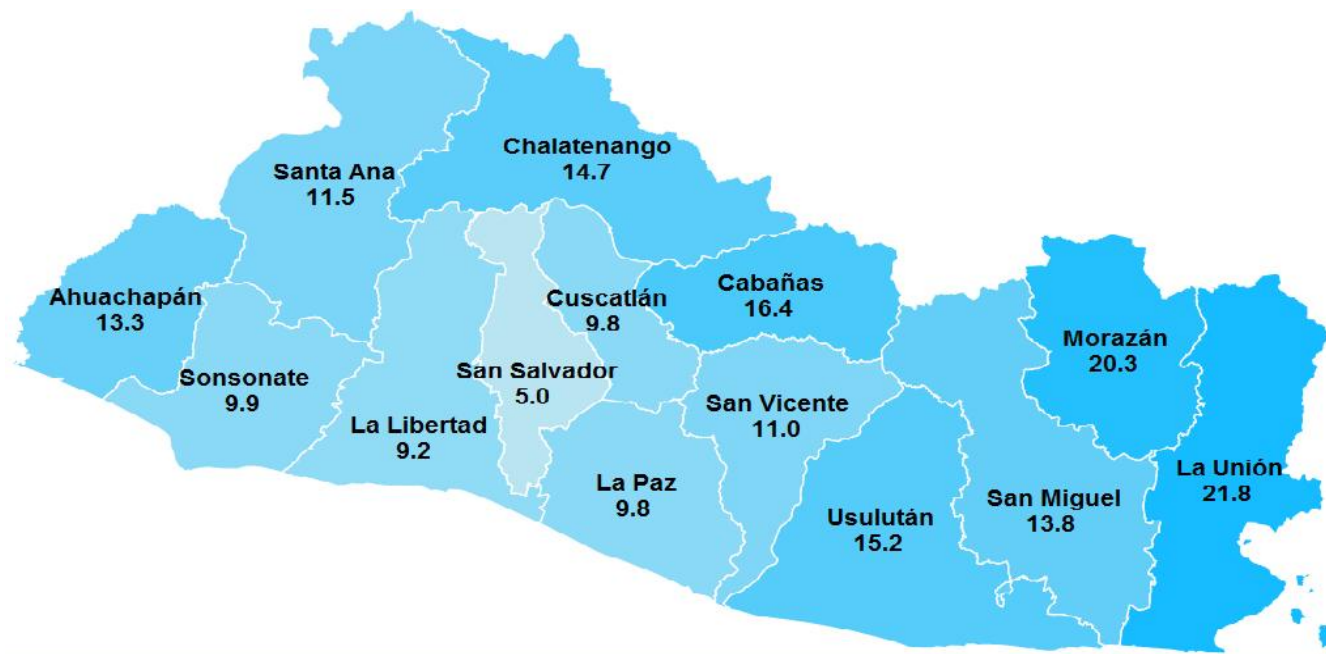 Chalatenango
14.7
Santa Ana
11.5
Ahuachapán
13.3
Cabañas
16.4
Cuscatlán
9.8
Morazán
20.3
Sonsonate
9.9
San Salvador
5.0
San Vicente
11.0
La Libertad
9.2
La Unión
21.8
La Paz
9.8
San Miguel
13.8
Usulután
15.2